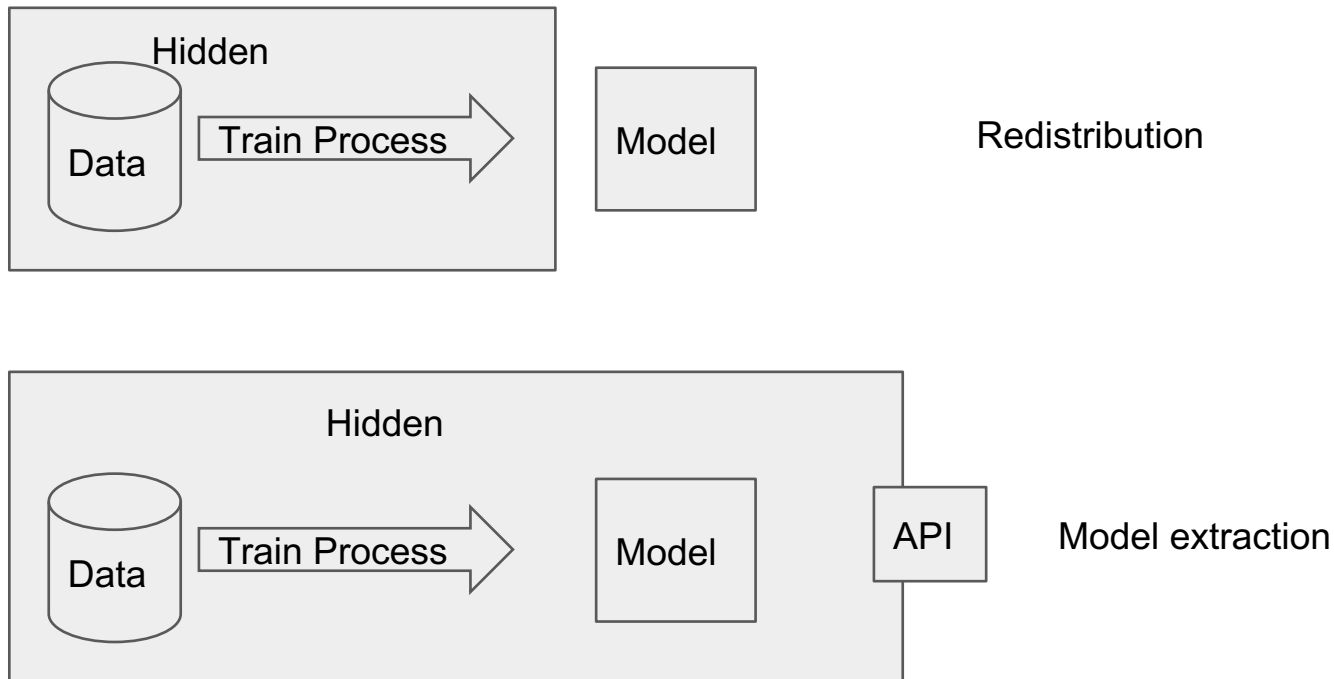 Hidden
Data
Train Process
Model
Redistribution
Hidden
Data
Train Process
Model
API
Model extraction